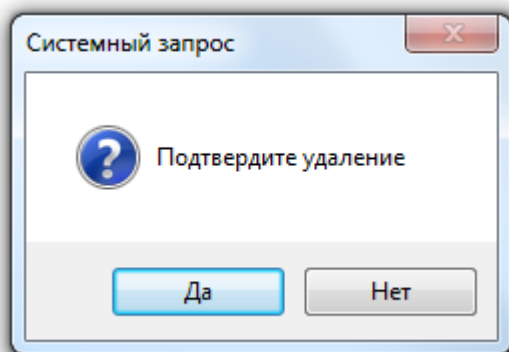 Системный запрос
Подтвердите удаление
Да
Нет